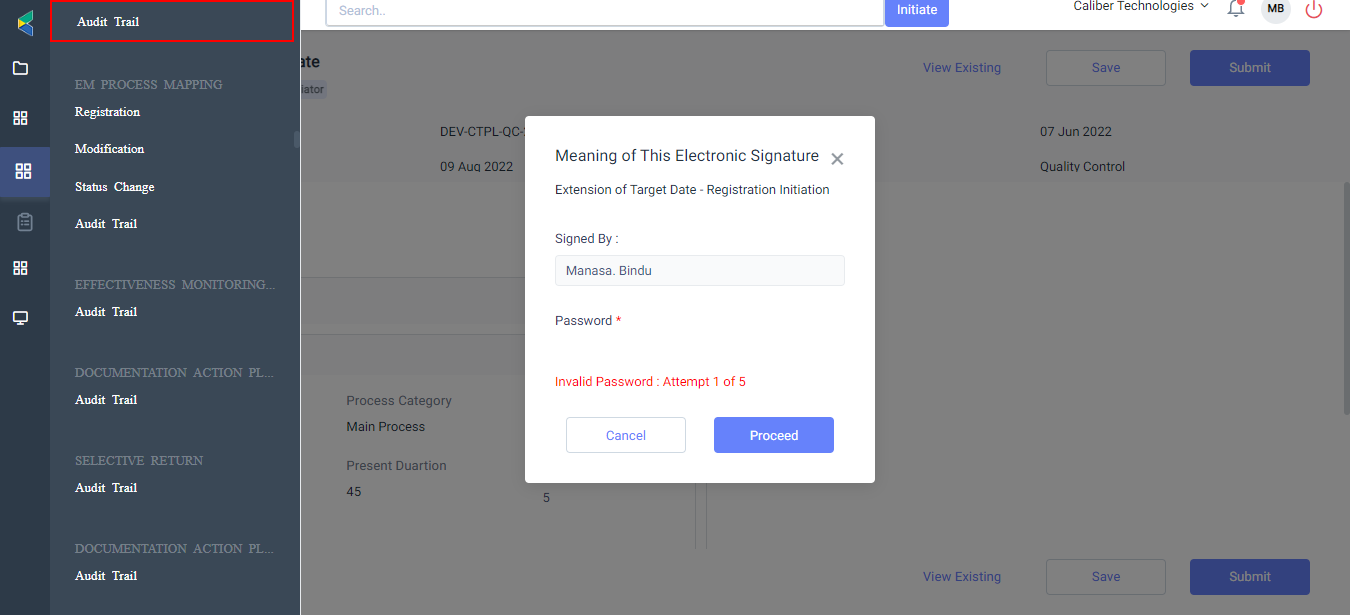 Audit Trail
EM PROCESS MAPPING
Registration
Modification
Status Change
Audit Trail
EFFECTIVENESS MONITORING...
Audit Trail
DOCUMENTATION ACTION PL...
Audit Trail
SELECTIVE RETURN
Audit Trail
DOCUMENTATION ACTION PL...
Audit Trail
Search..
Initiate
Caliber Technologies
MB
ate
iator
View Existing
Save
Submit
DEV-CTPL-QC-
07 Jun 2022
09 Aug 2022
Quality Control
Meaning of This Electronic Signature
Extension of Target Date - Registration Initiation
Signed By :
Manasa. Bindu
Password *
Invalid Password : Attempt 1 of 5
Cancel
Proceed
Process Category
Main Process
Present Duartion
45
5
View Existing
Save
Submit